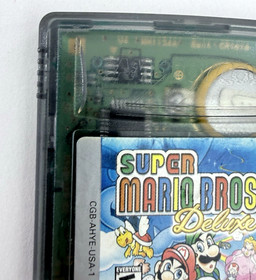 SUPER
MARIO BROS
Deluxe
CGB-AHYE-USA-1
EVERYONE
E